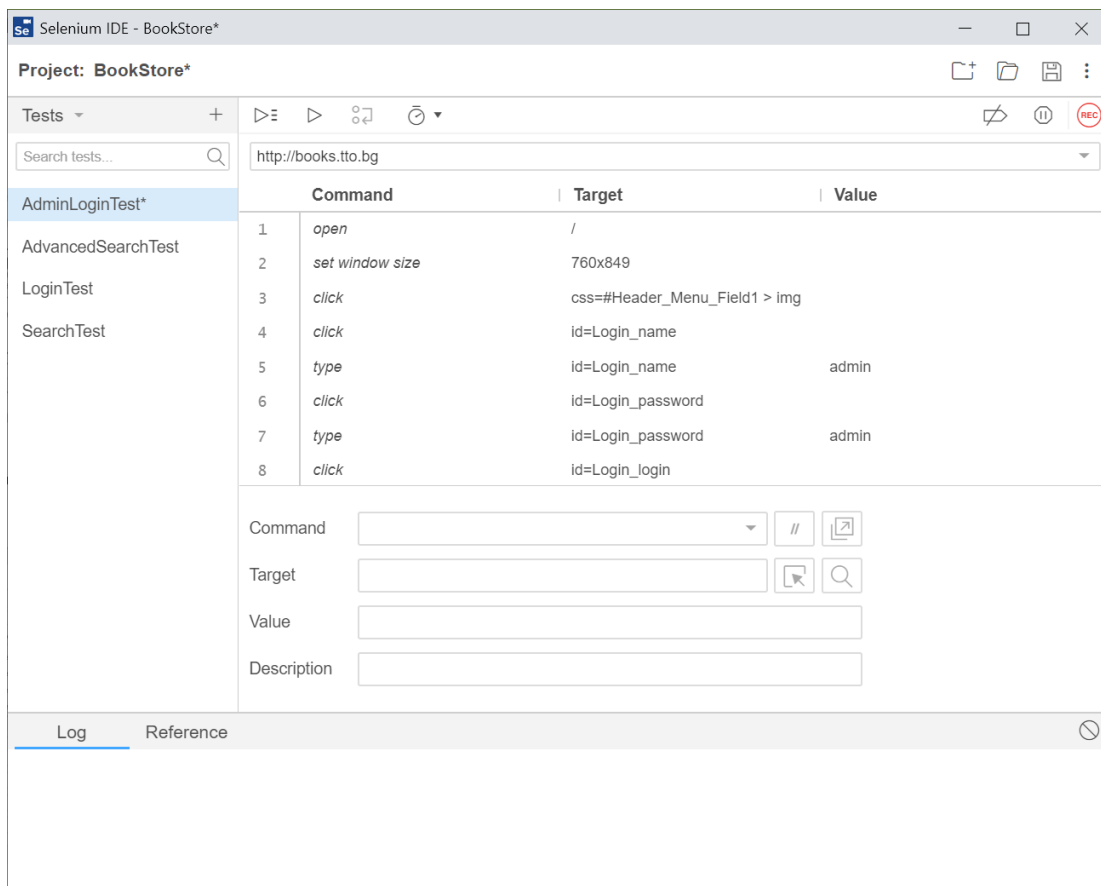 Se Selenium IDE - BookStore*
Project: BookStore*
Tests
REC
Search tests...
http://books.tto.bg
Command Target Value
AdminLoginTest*
AdvancedSearchTest
LoginTest
SearchTest
1 open /
2 set window size 760x849
3 click css=#Header_Menu_Field1 > img
4 click id=Login_name
5 type id=Login_name admin
6 click id=Login_password
7 type id=Login_password admin
8 click id=Login_login
Command //
Target
Value
Description
Log Reference